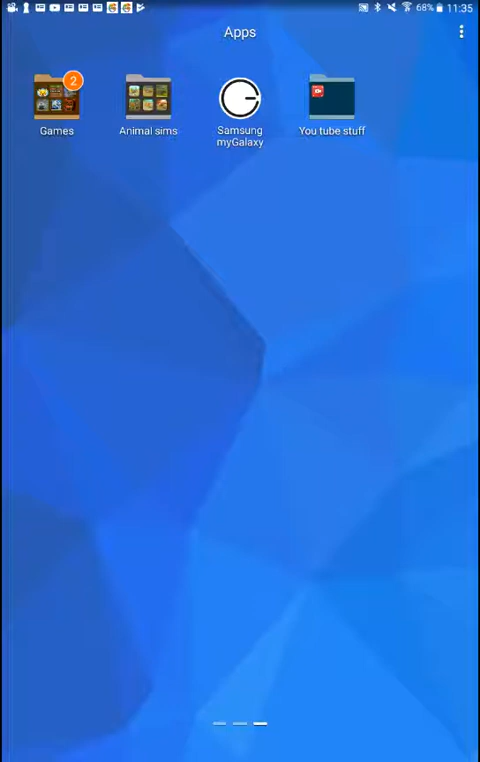 68% 11:35
Apps
2
Games
Animal sims
Samsung
myGalaxy
You tube stuff